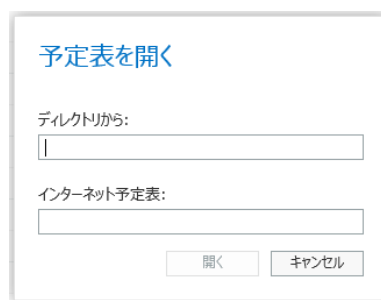 予定表を開く
ディレクトリから:
インターネット予定表:
開く
キャンセル